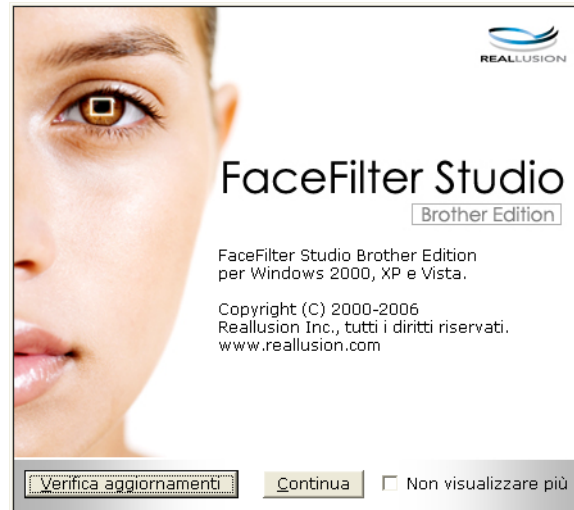 REALLUSION
FaceFilter Studio
Brother Edition
FaceFilter Studio Brother Edition
per Windows 2000, XP e Vista.
Copyright (C) 2000-2006
Reallusion Inc., tutti i diritti riservati.
www.reallusion.com
Verifica aggiornamenti
Continua
Non visualizzare più